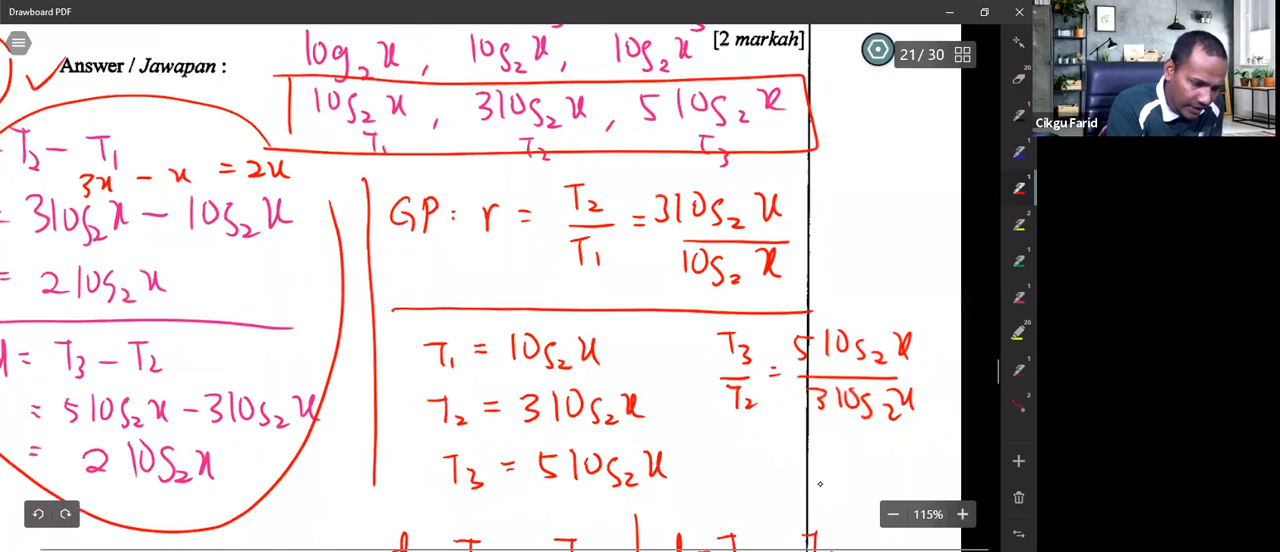 Drawboard PDF
log₂x, log₂x³, log₂x⁵ [2 markah]
Answer / Jawapan :
log₂x, 3log₂x, 5log₂x
T₁ T₂ T₃
T₂ − T₁
3x − x = 2x
= 3log₂x − log₂x
= 2log₂x
= T₃ − T₂
= 5log₂x − 3log₂x
= 2log₂x
GP: r = T₂/T₁ = 3log₂x/log₂x
T₁ = log₂x
T₂ = 3log₂x
T₃ = 5log₂x
T₃/T₂ = 5log₂x/3log₂x
21 / 30
Cikgu Farid
115%